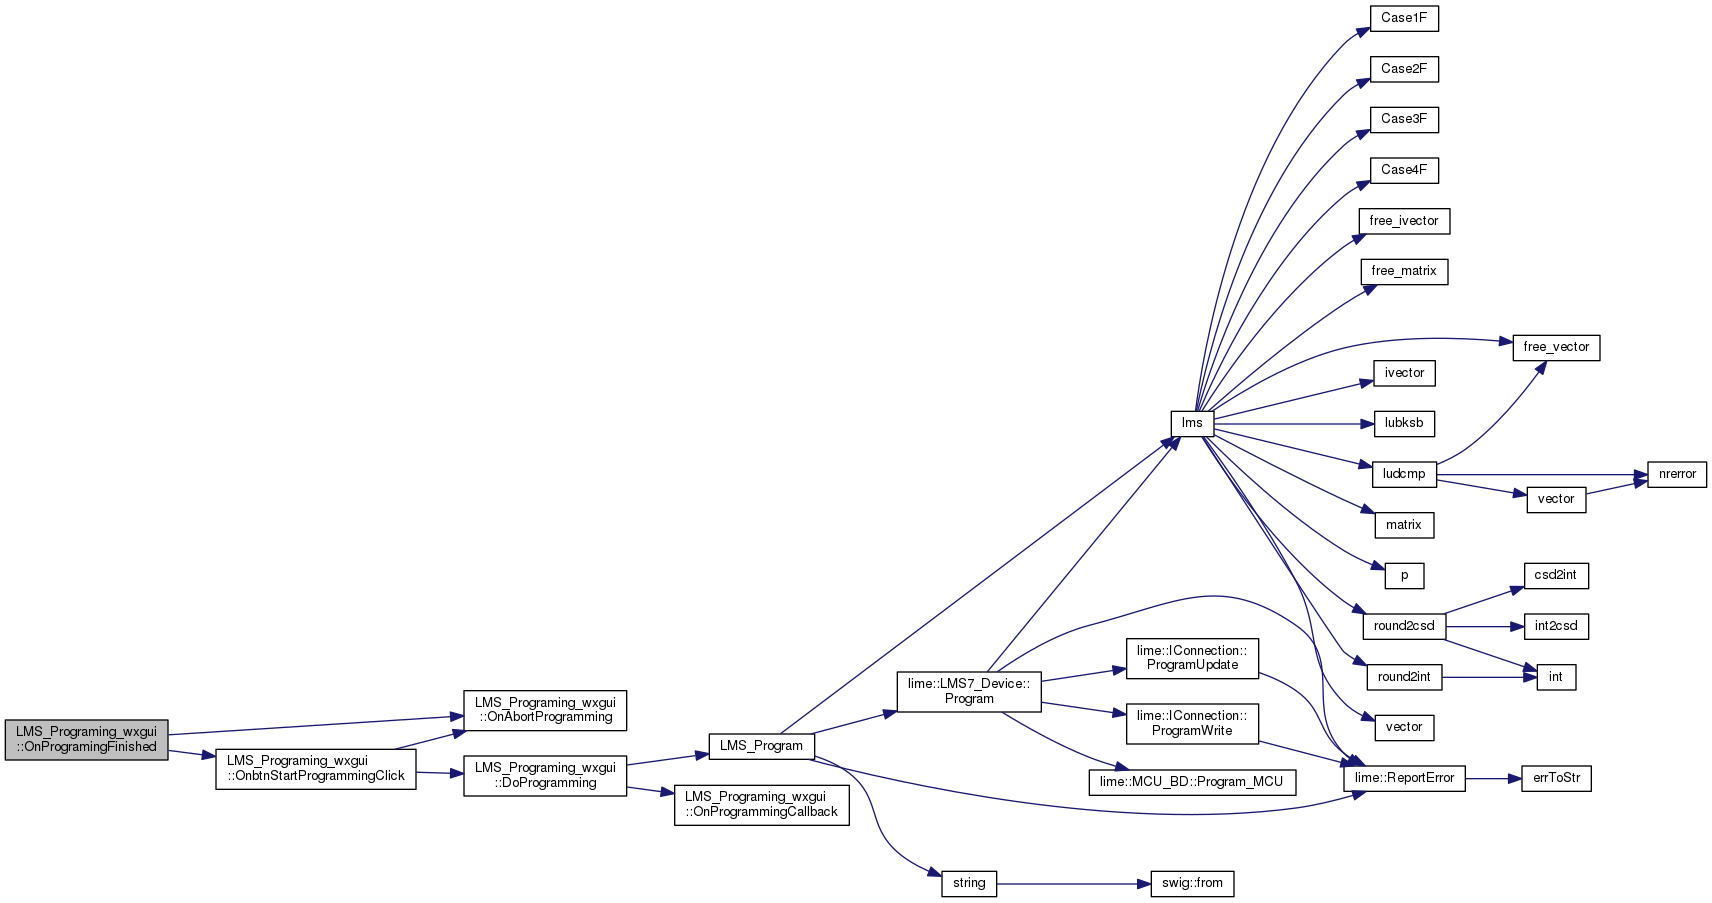 LMS_Programing_wxgui
::OnProgramingFinished
LMS_Programing_wxgui
::OnAbortProgramming
LMS_Programing_wxgui
::OnbtnStartProgrammingClick
LMS_Programing_wxgui
::DoProgramming
LMS_Program
LMS_Programing_wxgui
::OnProgrammingCallback
lime::LMS7_Device::
Program
string
lms
lime::IConnection::
ProgramUpdate
lime::IConnection::
ProgramWrite
lime::MCU_BD::Program_MCU
swig::from
Case1F
Case2F
Case3F
Case4F
free_ivector
free_matrix
free_vector
ivector
lubksb
ludcmp
nrerror
vector
matrix
p
csd2int
round2csd
int2csd
round2int
int
vector
lime::ReportError
errToStr